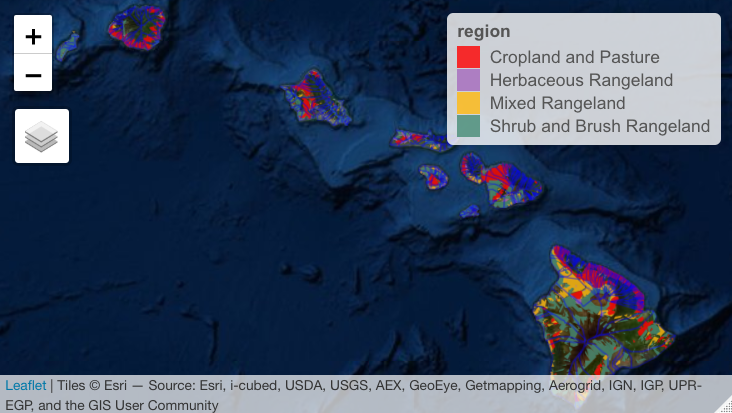 +
−
region
Cropland and Pasture
Herbaceous Rangeland
Mixed Rangeland
Shrub and Brush Rangeland
Leaflet | Tiles © Esri — Source: Esri, i-cubed, USDA, USGS, AEX, GeoEye, Getmapping, Aerogrid, IGN, IGP, UPR-
EGP, and the GIS User Community